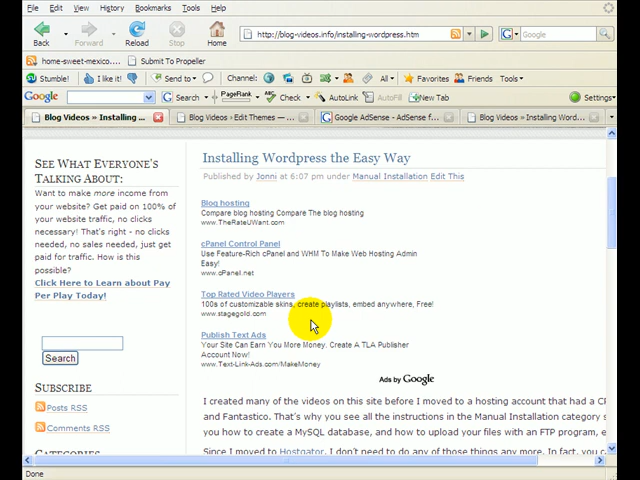 File Edit View History Bookmarks Tools Help
Back Forward Reload Stop Home http://blog-videos.info/installing-wordpress.htm Google
home-sweet-mexico... Submit To Propeller
Stumble! I like it! Send to Channel: All Favorites Friends Tools
Google Search PageRank Check AutoLink AutoFill New Tab Settings
Blog Videos » Installing ... Blog Videos › Edit Themes — ... Google AdSense - AdSense f... Blog Videos » Installing Word...
See What Everyone's
Talking About:
Want to make more income from
your website? Get paid on 100%
of your website traffic, no clicks
necessary! That's right - no clicks
needed, no sales needed, just get
paid for traffic. How is this
possible?
Click Here to Learn about Pay
Per Play Today!
Search
Subscribe
Posts RSS
Comments RSS
Categories
Installing Wordpress the Easy Way
Published by Jonni at 6:07 pm under Manual Installation Edit This
Blog hosting
Compare blog hosting Compare The blog hosting
www.TheRateUWant.com
cPanel Control Panel
Use Feature-Rich cPanel and WHM To Make Web Hosting Admin
Easy!
www.cPanel.net
Top Rated Video Players
100s of customizable skins, create playlists, embed anywhere, Free!
www.stagegold.com
Publish Text Ads
Your Site Can Earn You More Money. Create A TLA Publisher
Account Now!
www.Text-Link-Ads.com/MakeMoney
Ads by Google
I created many of the videos on this site before I moved to a hosting account that had a CP
and Fantastico. That's why you see all the instructions in the Manual Installation category s
you how to create a MySQL database, and how to upload your files with an FTP program, e
Since I moved to Hostgator, I don't need to do any of those things any more. In fact, you c
Done